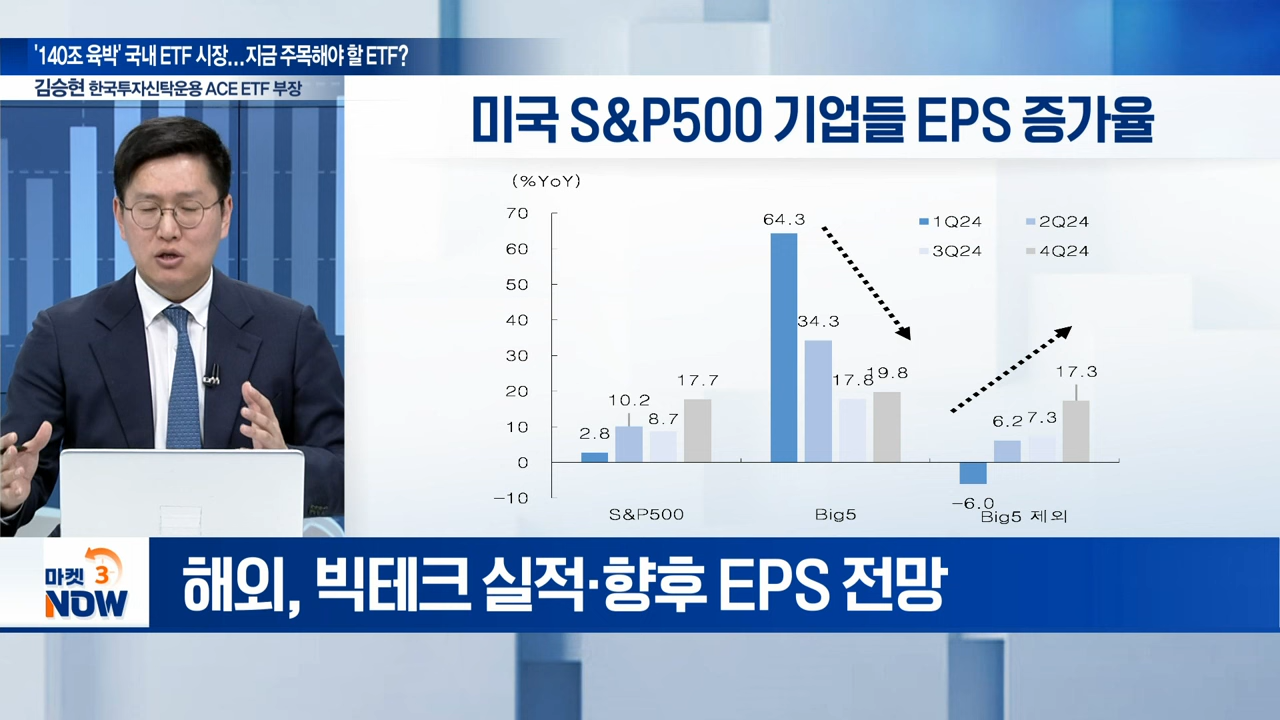 '140조 육박' 국내 ETF 시장...지금 주목해야 할 ETF?
김승현 한국투자신탁운용 ACE ETF 부장
미국 S&P500 기업들 EPS 증가율
(%YoY)
70
60
50
40
30
20
10
0
-10
1Q24
2Q24
3Q24
4Q24
2.8
10.2
8.7
17.7
64.3
34.3
17.8
19.8
-6.0
6.2
7.3
17.3
S&P500
Big5
Big5 제외
마켓 3
NOW
해외, 빅테크 실적·향후 EPS 전망